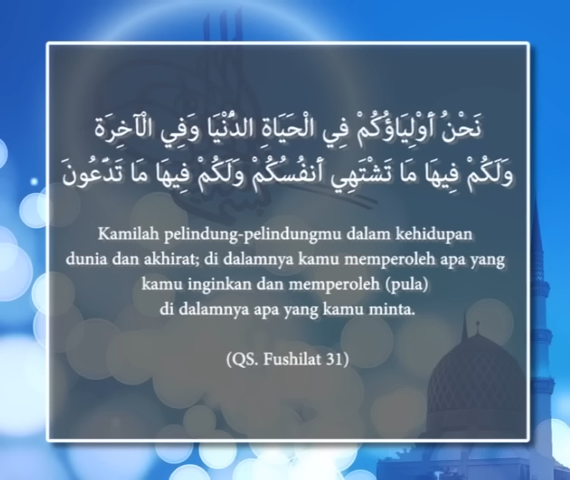 نَحْنُ أَوْلِيَاؤُكُمْ فِي الْحَيَاةِ الدُّنْيَا وَفِي الْآخِرَةِ
وَلَكُمْ فِيهَا مَا تَشْتَهِي أَنفُسُكُمْ وَلَكُمْ فِيهَا مَا تَدَّعُونَ
Kamilah pelindung-pelindungmu dalam kehidupan
dunia dan akhirat; di dalamnya kamu memperoleh apa yang
kamu inginkan dan memperoleh (pula)
di dalamnya apa yang kamu minta.
(QS. Fushilat 31)